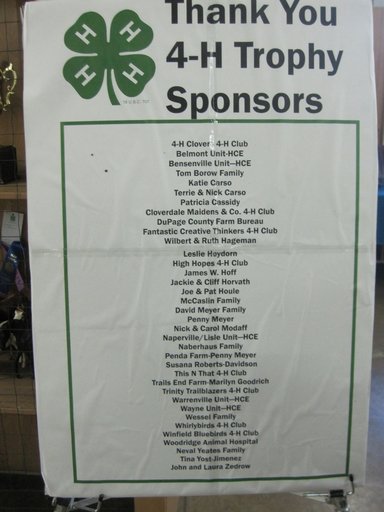 Thank You
4-H Trophy
Sponsors
H H
H H
18 U.S.C. 707
4-H Clovers 4-H Club
Belmont Unit-HCE
Bensenville Unit—HCE
Tom Borow Family
Katie Carso
Terrie & Nick Carso
Patricia Cassidy
Cloverdale Maidens & Co. 4-H Club
DuPage County Farm Bureau
Fantastic Creative Thinkers 4-H Club
Wilbert & Ruth Hageman
Leslie Haydorn
High Hopes 4-H Club
James W. Hoff
Jackie & Cliff Horvath
Joe & Pat Houle
McCaslin Family
David Meyer Family
Penny Meyer
Nick & Carol Modaff
Naperville/Lisle Unit—HCE
Naberhaus Family
Penda Farm-Penny Meyer
Susana Roberts-Davidson
This N That 4-H Club
Trails End Farm-Marilyn Goodrich
Trinity Trailblazers 4-H Club
Warrenville Unit—HCE
Wayne Unit—HCE
Wessel Family
Whirlybirds 4-H Club
Winfield Bluebirds 4-H Club
Woodridge Animal Hospital
Neval Yeates Family
Tina Yost-Jimenez
John and Laura Zedrow